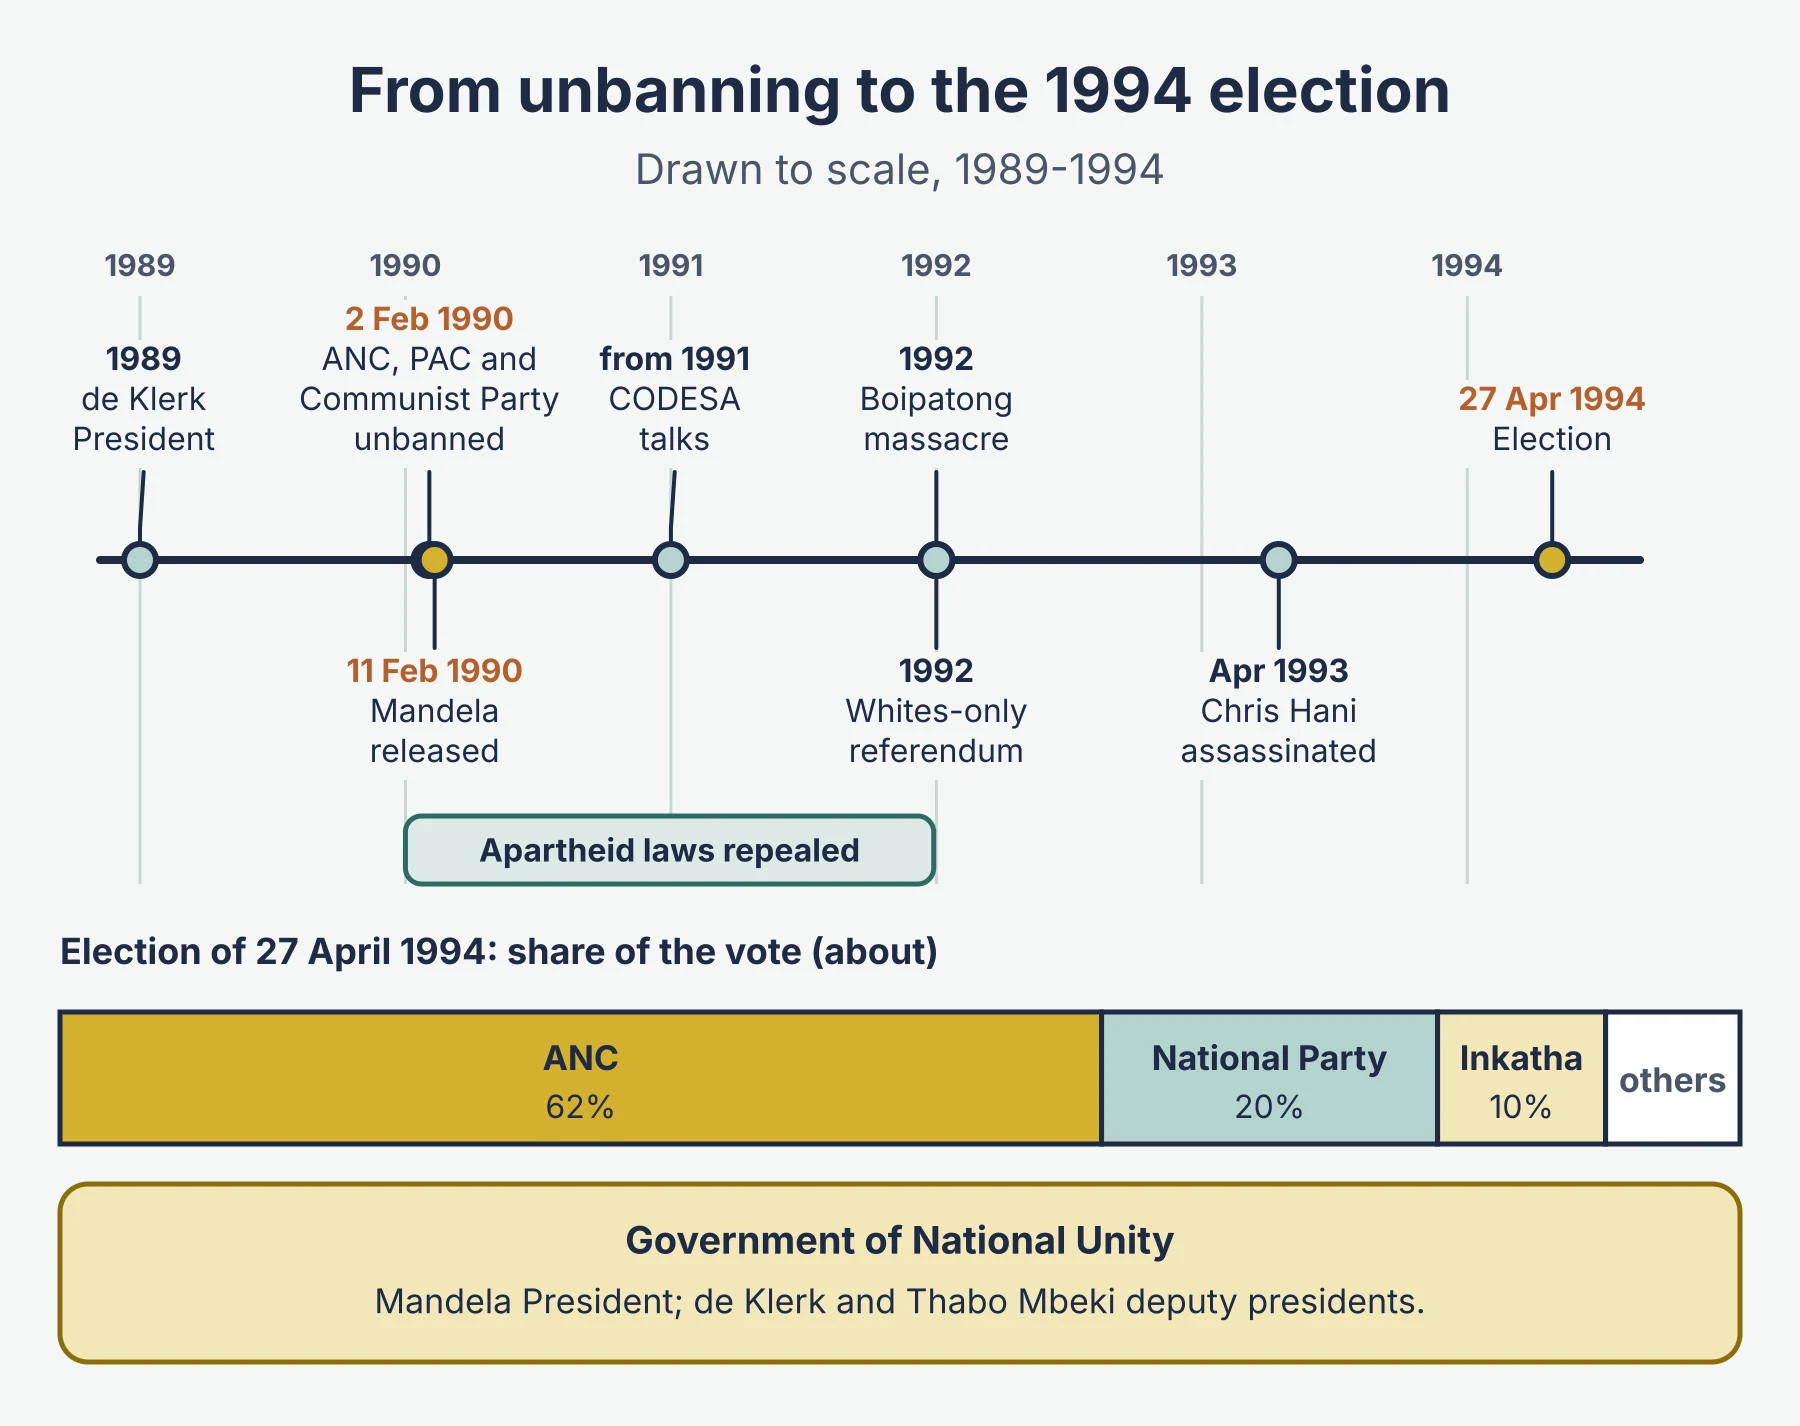 From unbanning to the 1994 election
Drawn to scale, 1989-1994
1989
1990
1991
1992
1993
1994
1989
de Klerk
President
2 Feb 1990
ANC, PAC and
Communist Party
unbanned
from 1991
CODESA
talks
1992
Boipatong
massacre
27 Apr 1994
Election
11 Feb 1990
Mandela
released
1992
Whites-only
referendum
Apr 1993
Chris Hani
assassinated
Apartheid laws repealed
Election of 27 April 1994: share of the vote (about)
ANC
62%
National Party
20%
Inkatha
10%
others
Government of National Unity
Mandela President; de Klerk and Thabo Mbeki deputy presidents.